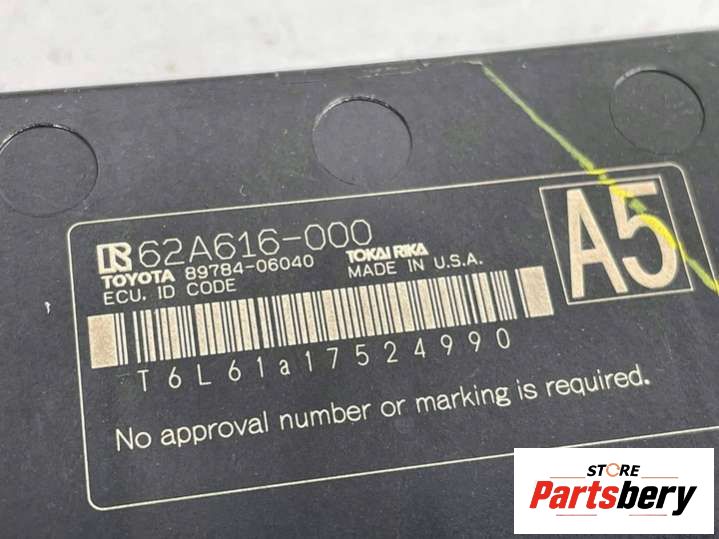 62A616-000
TOYOTA 89784-06040 TOKAI RIKA
ECU, ID CODE MADE IN U.S.A.
A5
T6L61a17524990
No approval number or marking is required.
STORE
Partsbery